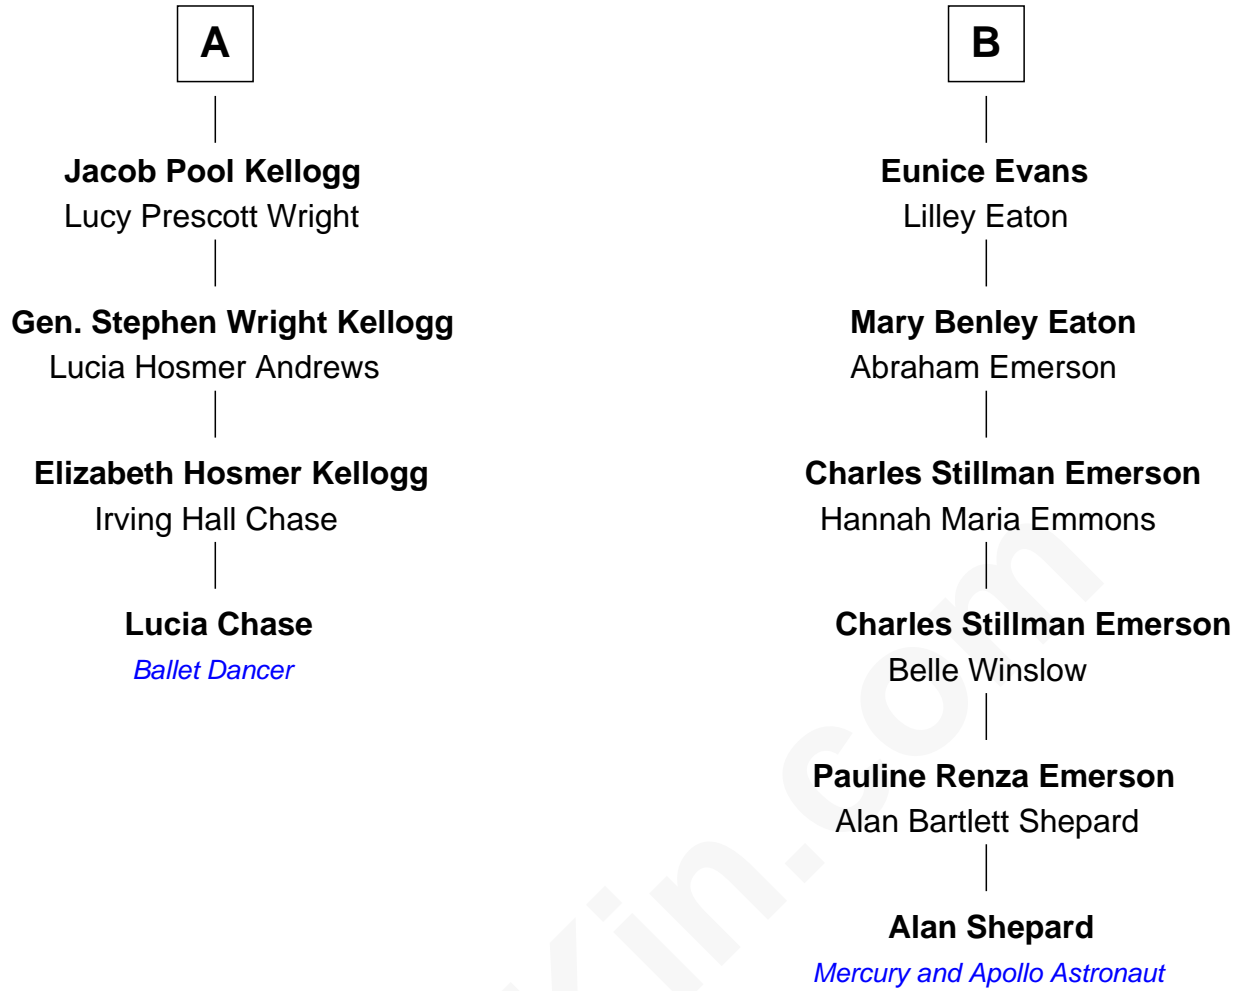 A
Jacob Pool Kellogg
Lucy Prescott Wright
Gen. Stephen Wright Kellogg
Lucia Hosmer Andrews
Elizabeth Hosmer Kellogg
Irving Hall Chase
Lucia Chase
Ballet Dancer
B
Eunice Evans
Lilley Eaton
Mary Benley Eaton
Abraham Emerson
Charles Stillman Emerson
Hannah Maria Emmons
Charles Stillman Emerson
Belle Winslow
Pauline Renza Emerson
Alan Bartlett Shepard
Alan Shepard
Mercury and Apollo Astronaut
Kin.com